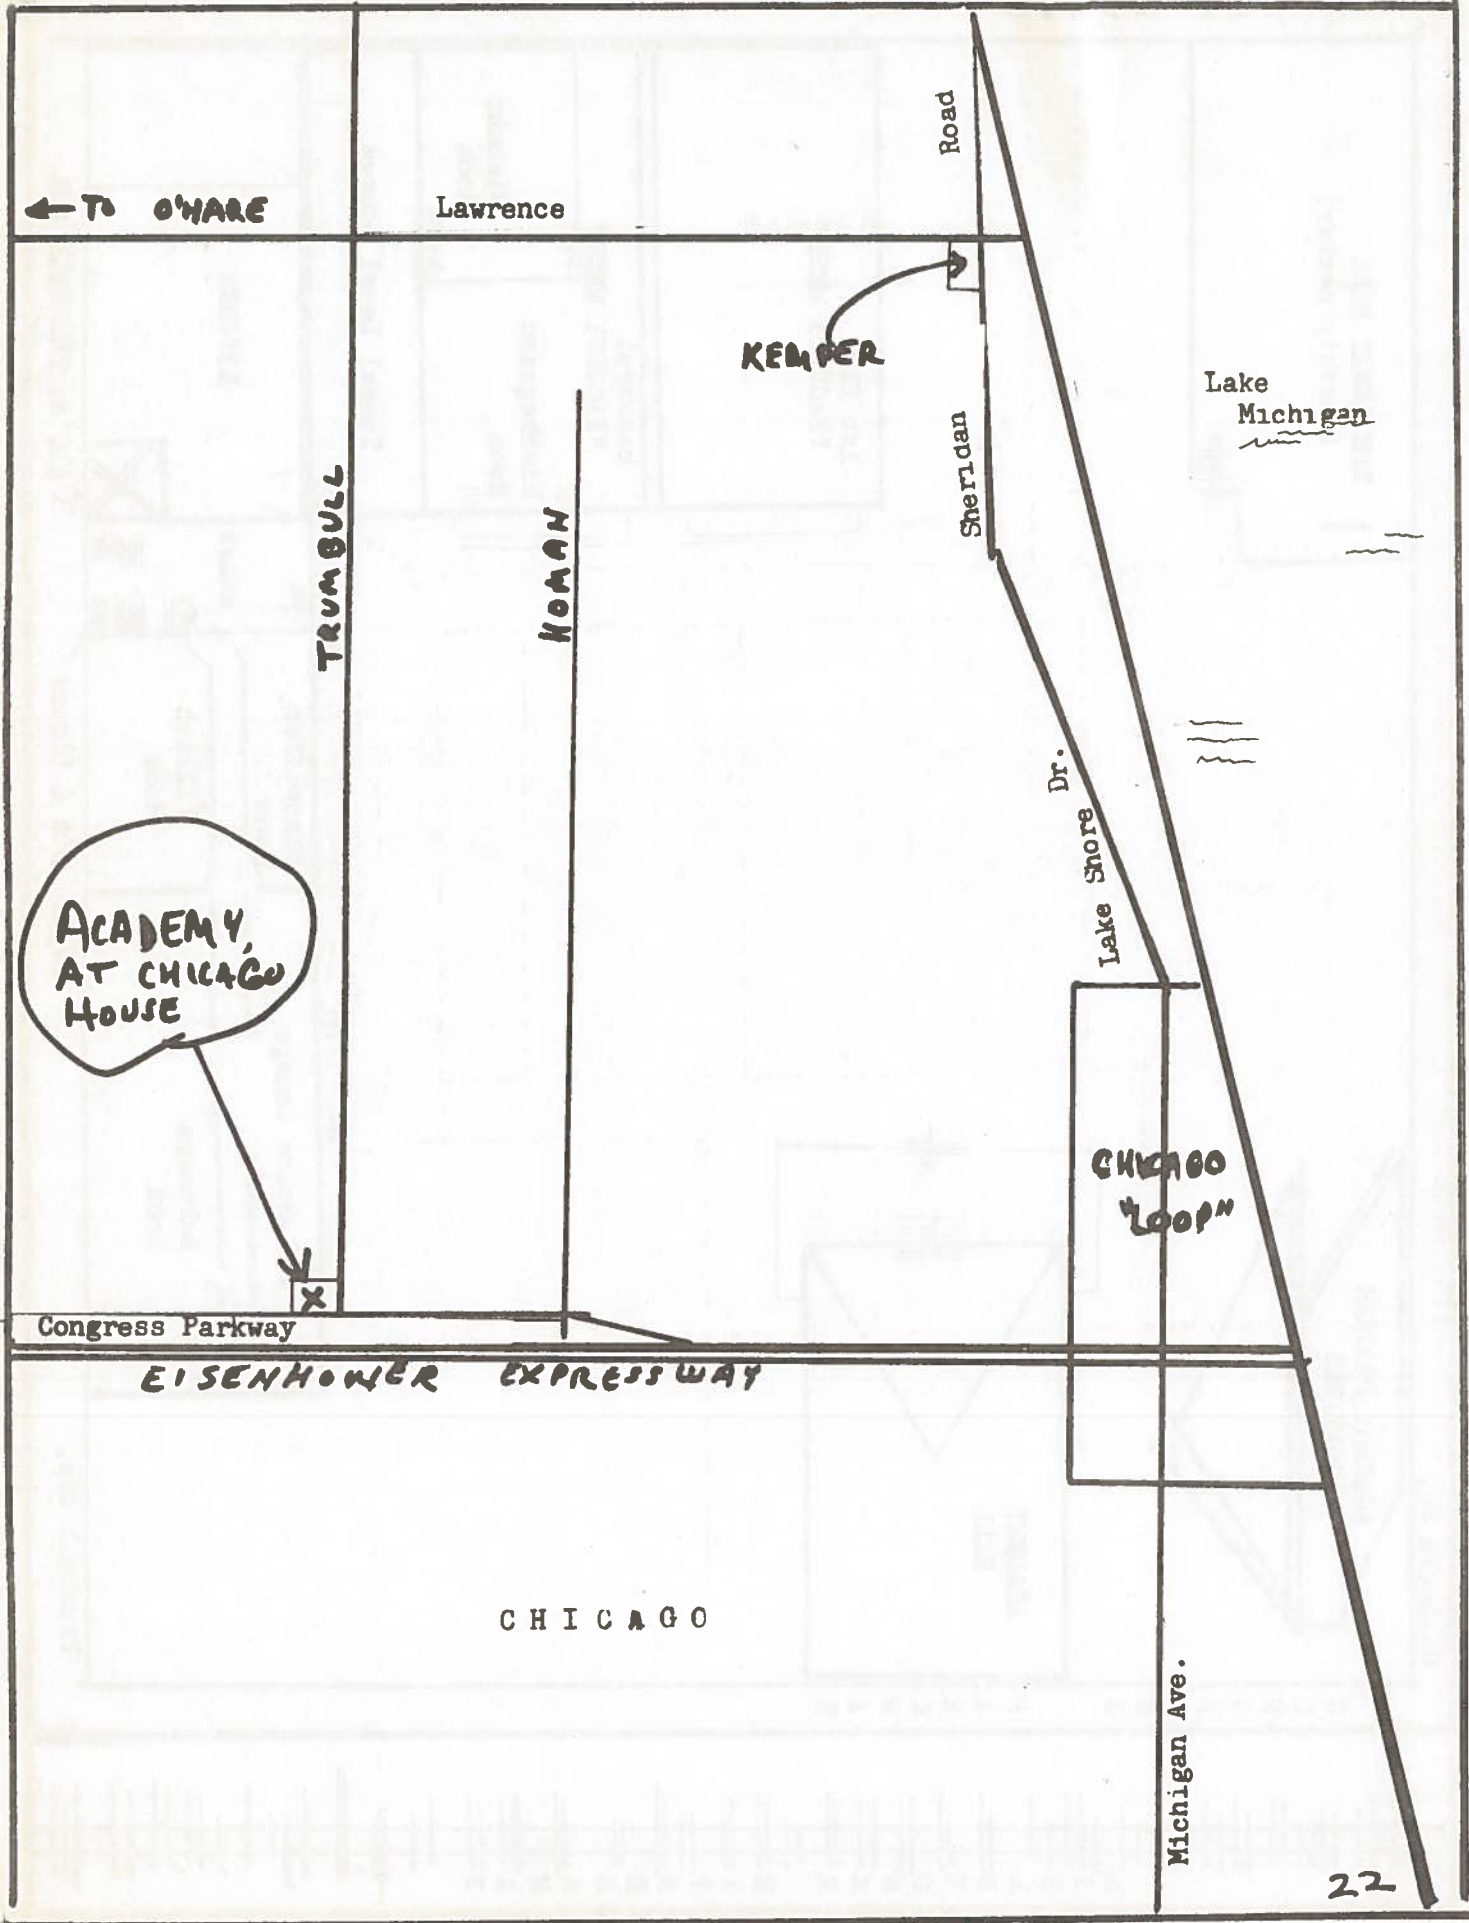 Road
← TO O'HARE
Lawrence
KEMPER
Lake
Michigan
Sheridan
TRUMBULL
HOMAN
Dr.
Lake Shore
ACADEMY,
AT CHICAGO
HOUSE
CHICAGO
"LOOP"
X
Congress Parkway
EISENHOWER EXPRESSWAY
CHICAGO
Michigan Ave.
22